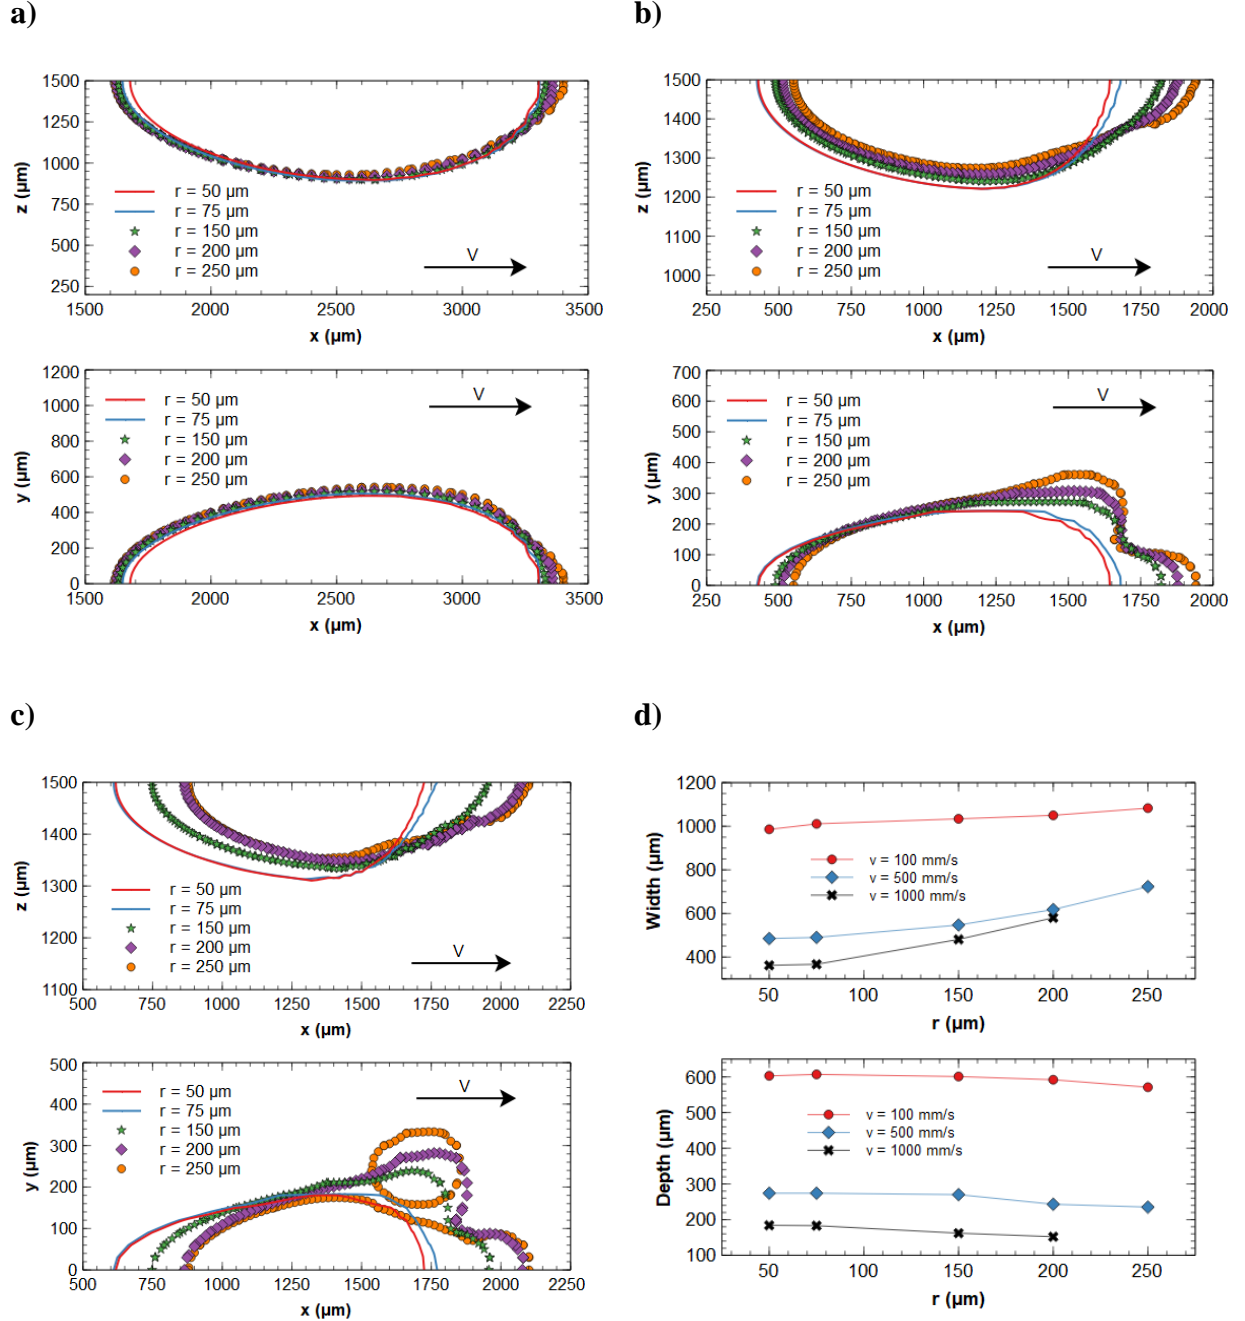 a)
1500
1250
1000
750
500
250
z (µm)
r = 50 µm
r = 75 µm
r = 150 µm
r = 200 µm
r = 250 µm
V
1500 2000 2500 3000 3500
x (µm)
1200
1000
800
600
400
200
0
y (µm)
r = 50 µm
r = 75 µm
r = 150 µm
r = 200 µm
r = 250 µm
V
1500 2000 2500 3000 3500
x (µm)
b)
1500
1400
1300
1200
1100
1000
z (µm)
r = 50 µm
r = 75 µm
r = 150 µm
r = 200 µm
r = 250 µm
V
250 500 750 1000 1250 1500 1750 2000
x (µm)
700
600
500
400
300
200
100
0
y (µm)
r = 50 µm
r = 75 µm
r = 150 µm
r = 200 µm
r = 250 µm
V
250 500 750 1000 1250 1500 1750 2000
x (µm)
c)
1500
1400
1300
1200
1100
z (µm)
r = 50 µm
r = 75 µm
r = 150 µm
r = 200 µm
r = 250 µm
V
500 750 1000 1250 1500 1750 2000 2250
x (µm)
500
400
300
200
100
0
y (µm)
r = 50 µm
r = 75 µm
r = 150 µm
r = 200 µm
r = 250 µm
V
500 750 1000 1250 1500 1750 2000 2250
x (µm)
d)
1200
1000
800
600
400
Width (µm)
v = 100 mm/s
v = 500 mm/s
v = 1000 mm/s
50 100 150 200 250
r (µm)
600
500
400
300
200
100
Depth (µm)
v = 100 mm/s
v = 500 mm/s
v = 1000 mm/s
50 100 150 200 250
r (µm)